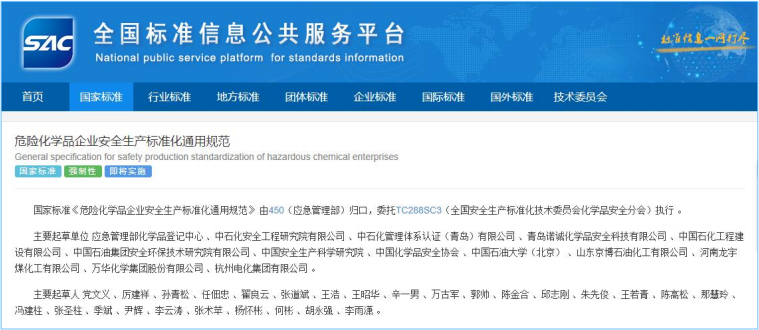 SAC
全国标准信息公共服务平台
National public service platform for standards information
标准信息一网打尽
首页 国家标准 行业标准 地方标准 团体标准 企业标准 国际标准 国外标准 技术委员会
危险化学品企业安全生产标准化通用规范
General specification for safety production standardization of hazardous chemical enterprises
国家标准 强制性 即将实施
国家标准《危险化学品企业安全生产标准化通用规范》由450（应急管理部）归口，委托TC288SC3（全国安全生产标准化技术委员会化学品安全分会）执行 。
主要起草单位 应急管理部化学品登记中心 、中石化安全工程研究院有限公司 、中石化管理体系认证（青岛）有限公司 、青岛诺诚化学品安全科技有限公司 、中国石化工程建
设有限公司 、中国石油集团安全环保技术研究院有限公司 、中国安全生产科学研究院 、中国化学品安全协会 、中国石油大学（北京） 、山东京博石油化工有限公司 、河南龙宇
煤化工有限公司 、万华化学集团股份有限公司 、杭州电化集团有限公司 。
主要起草人 党文义 、厉建祥 、孙青松 、任佃忠 、翟良云 、张道斌 、王浩 、王昭华 、辛一男 、万古军 、郭帅 、陈金合 、邱志刚 、朱先俊 、王若青 、陈高松 、那慧玲 、
冯建柱 、张圣柱 、季斌 、尹辉 、李云涛 、张术苹 、杨怀彬 、何彬 、胡永强 、李雨潇 。